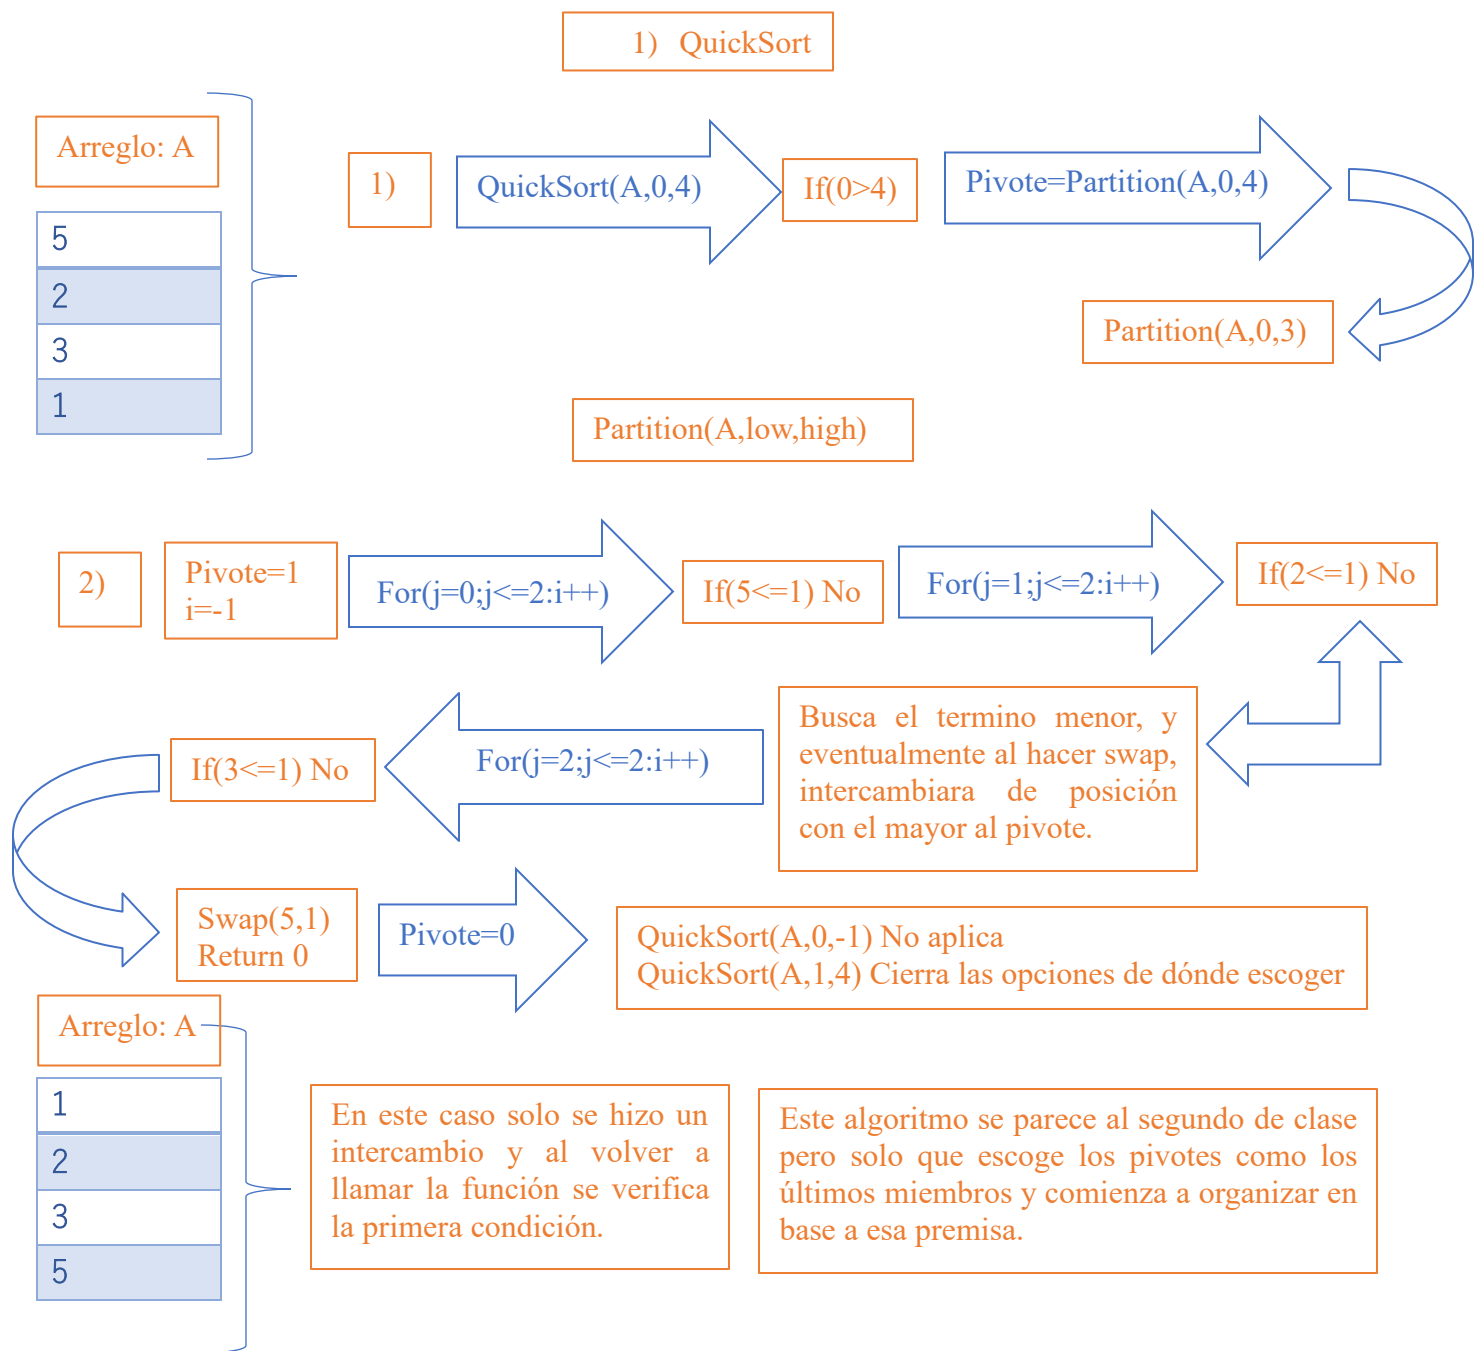 1) QuickSort
Arreglo: A
5
2
3
1
1)
QuickSort(A,0,4)
If(0>4)
Pivote=Partition(A,0,4)
Partition(A,0,3)
Partition(A,low,high)
2)
Pivote=1
i=-1
For(j=0;j<=2:i++)
If(5<=1) No
For(j=1;j<=2:i++)
If(2<=1) No
Busca el termino menor, y
eventualmente al hacer swap,
intercambiara de posición
con el mayor al pivote.
For(j=2;j<=2:i++)
If(3<=1) No
Swap(5,1)
Return 0
Pivote=0
QuickSort(A,0,-1) No aplica
QuickSort(A,1,4) Cierra las opciones de dónde escoger
Arreglo: A
1
2
3
5
En este caso solo se hizo un
intercambio y al volver a
llamar la función se verifica
la primera condición.
Este algoritmo se parece al segundo de clase
pero solo que escoge los pivotes como los
últimos miembros y comienza a organizar en
base a esa premisa.